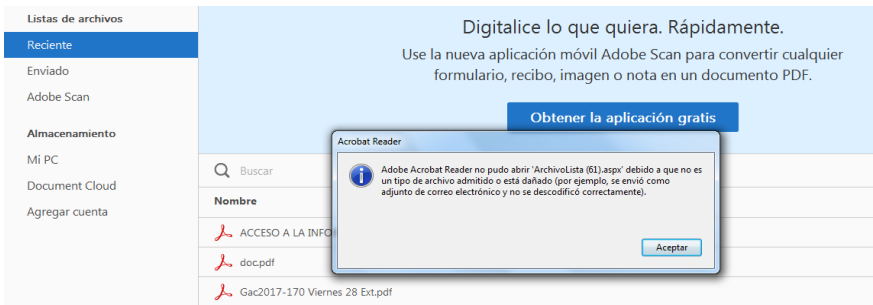 Listas de archivos
Reciente
Enviado
Adobe Scan
Almacenamiento
Mi PC
Document Cloud
Agregar cuenta
Digitalice lo que quiera. Rápidamente.
Use la nueva aplicación móvil Adobe Scan para convertir cualquier
formulario, recibo, imagen o nota en un documento PDF.
Obtener la aplicación gratis
Acrobat Reader
Adobe Acrobat Reader no pudo abrir 'ArchivoLista (61).aspx' debido a que no es
un tipo de archivo admitido o está dañado (por ejemplo, se envió como
adjunto de correo electrónico y no se descodificó correctamente).
Aceptar
Buscar
Nombre
ACCESO A LA INFO
doc.pdf
Gac2017-170 Viernes 28 Ext.pdf